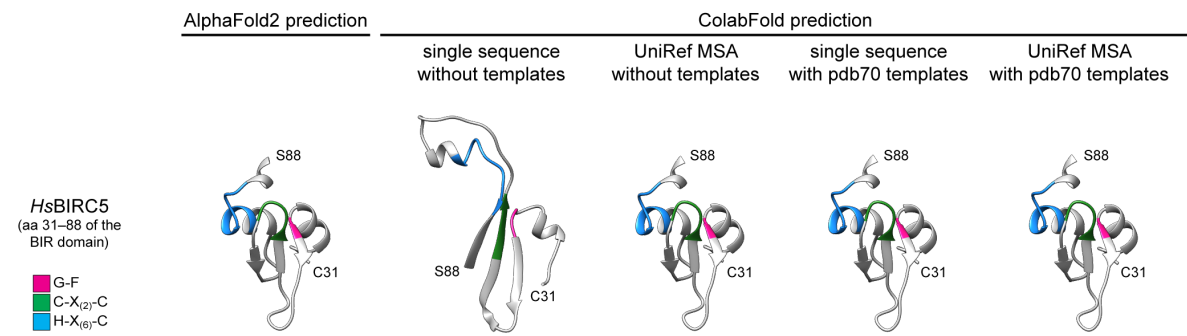 AlphaFold2 prediction
ColabFold prediction
single sequence
without templates
UniRef MSA
without templates
single sequence
with pdb70 templates
UniRef MSA
with pdb70 templates
HsBIRC5
(aa 31–88 of the
BIR domain)
G-F
C-X(2)-C
H-X(6)-C
S88
C31
S88
C31
S88
C31
S88
C31
S88
C31